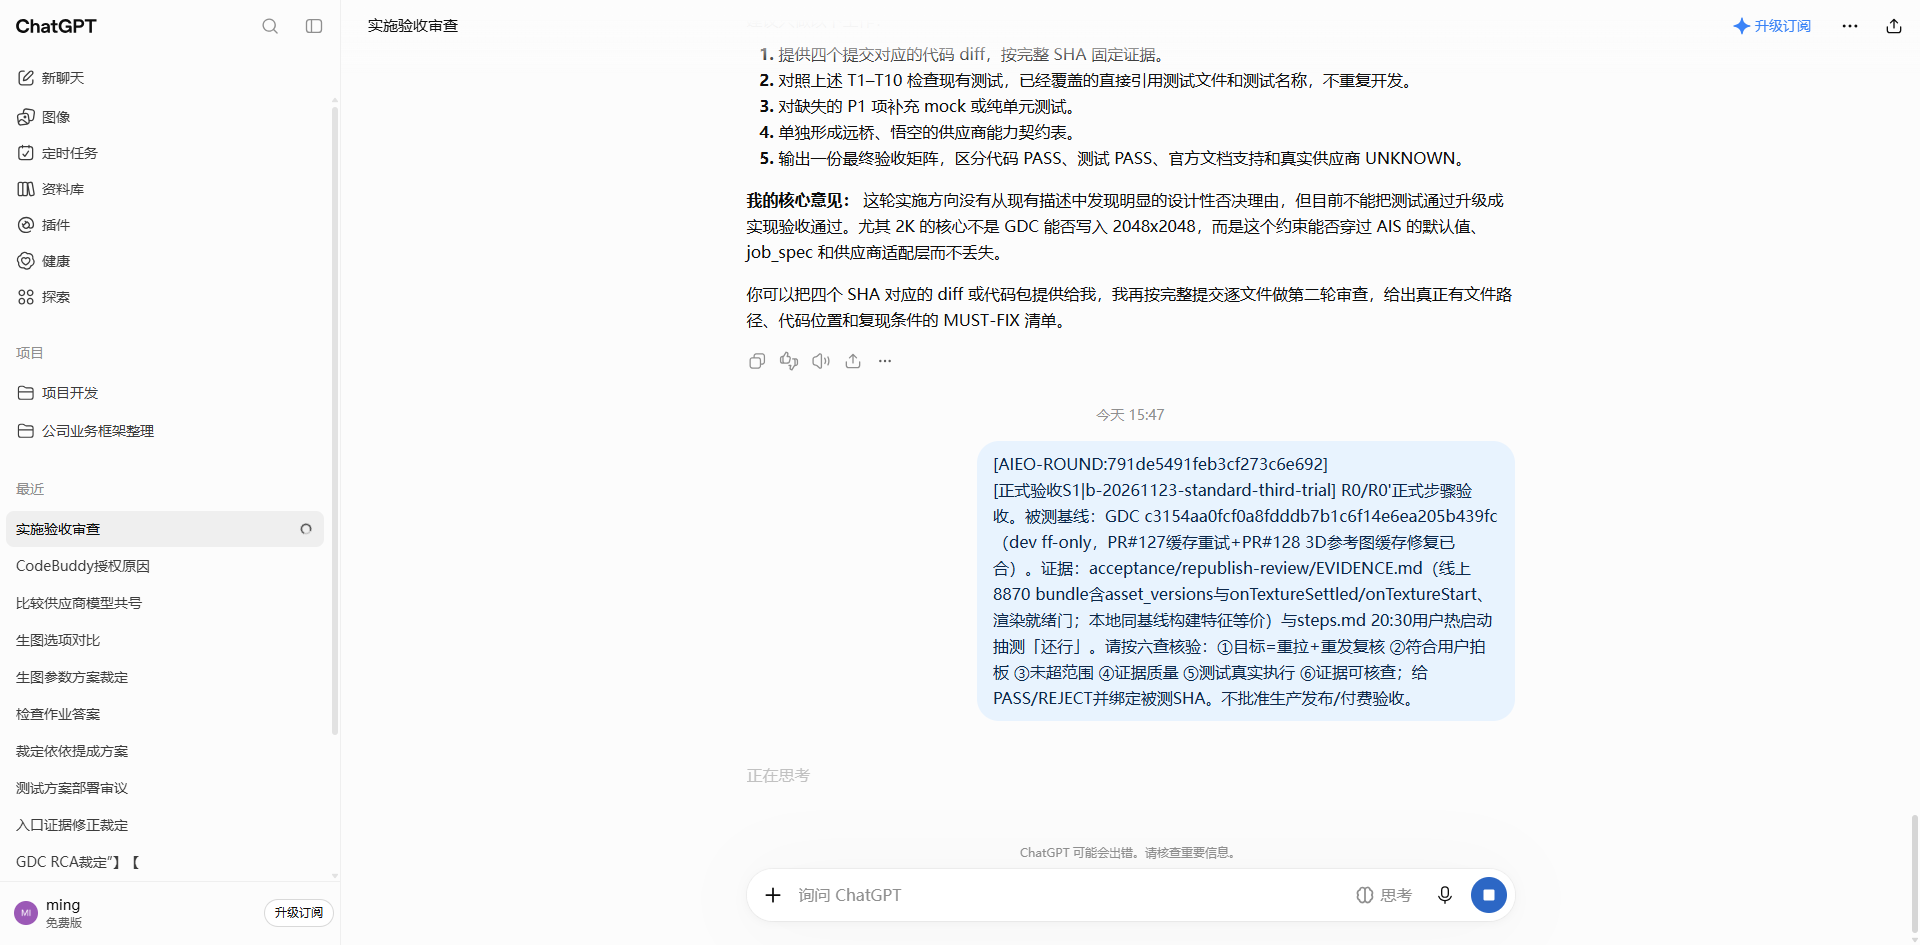 ChatGPT
新聊天
图像
定时任务
资料库
插件
健康
探索
项目
项目开发
公司业务框架整理
最近
实施验收审查
CodeBuddy授权原因
比较供应商模型共号
生图选项对比
生图参数方案裁定
检查作业答案
裁定依依提成方案
测试方案部署审议
入口证据修正裁定
GDC RCA裁定”】【
MI
ming
免费版
升级订阅
实施验收审查
升级订阅
1. 提供四个提交对应的代码 diff，按完整 SHA 固定证据。
2. 对照上述 T1–T10 检查现有测试，已经覆盖的直接引用测试文件和测试名称，不重复开发。
3. 对缺失的 P1 项补充 mock 或纯单元测试。
4. 单独形成远桥、悟空的供应商能力契约表。
5. 输出一份最终验收矩阵，区分代码 PASS、测试 PASS、官方文档支持和真实供应商 UNKNOWN。
我的核心意见： 这轮实施方向没有从现有描述中发现明显的设计性否决理由，但目前不能把测试通过升级成
实现验收通过。尤其 2K 的核心不是 GDC 能否写入 2048x2048，而是这个约束能否穿过 AIS 的默认值、
job_spec 和供应商适配层而不丢失。
你可以把四个 SHA 对应的 diff 或代码包提供给我，我再按完整提交逐文件做第二轮审查，给出真正有文件路
径、代码位置和复现条件的 MUST-FIX 清单。
今天 15:47
[AIEO-ROUND:791de5491feb3cf273c6e692]
[正式验收S1|b-20261123-standard-third-trial] R0/R0'正式步骤验
收。被测基线：GDC c3154aa0fcf0a8fdddb7b1c6f14e6ea205b439fc
（dev ff-only，PR#127缓存重试+PR#128 3D参考图缓存修复已
合）。证据：acceptance/republish-review/EVIDENCE.md（线上
8870 bundle含asset_versions与onTextureSettled/onTextureStart、
渲染就绪门；本地同基线构建特征等价）与steps.md 20:30用户热启动
抽测「还行」。请按六查核验：①目标=重拉+重发复核 ②符合用户拍
板 ③未超范围 ④证据质量 ⑤测试真实执行 ⑥证据可核查；给
PASS/REJECT并绑定被测SHA。不批准生产发布/付费验收。
正在思考
ChatGPT 可能会出错。请核查重要信息。
询问 ChatGPT
思考